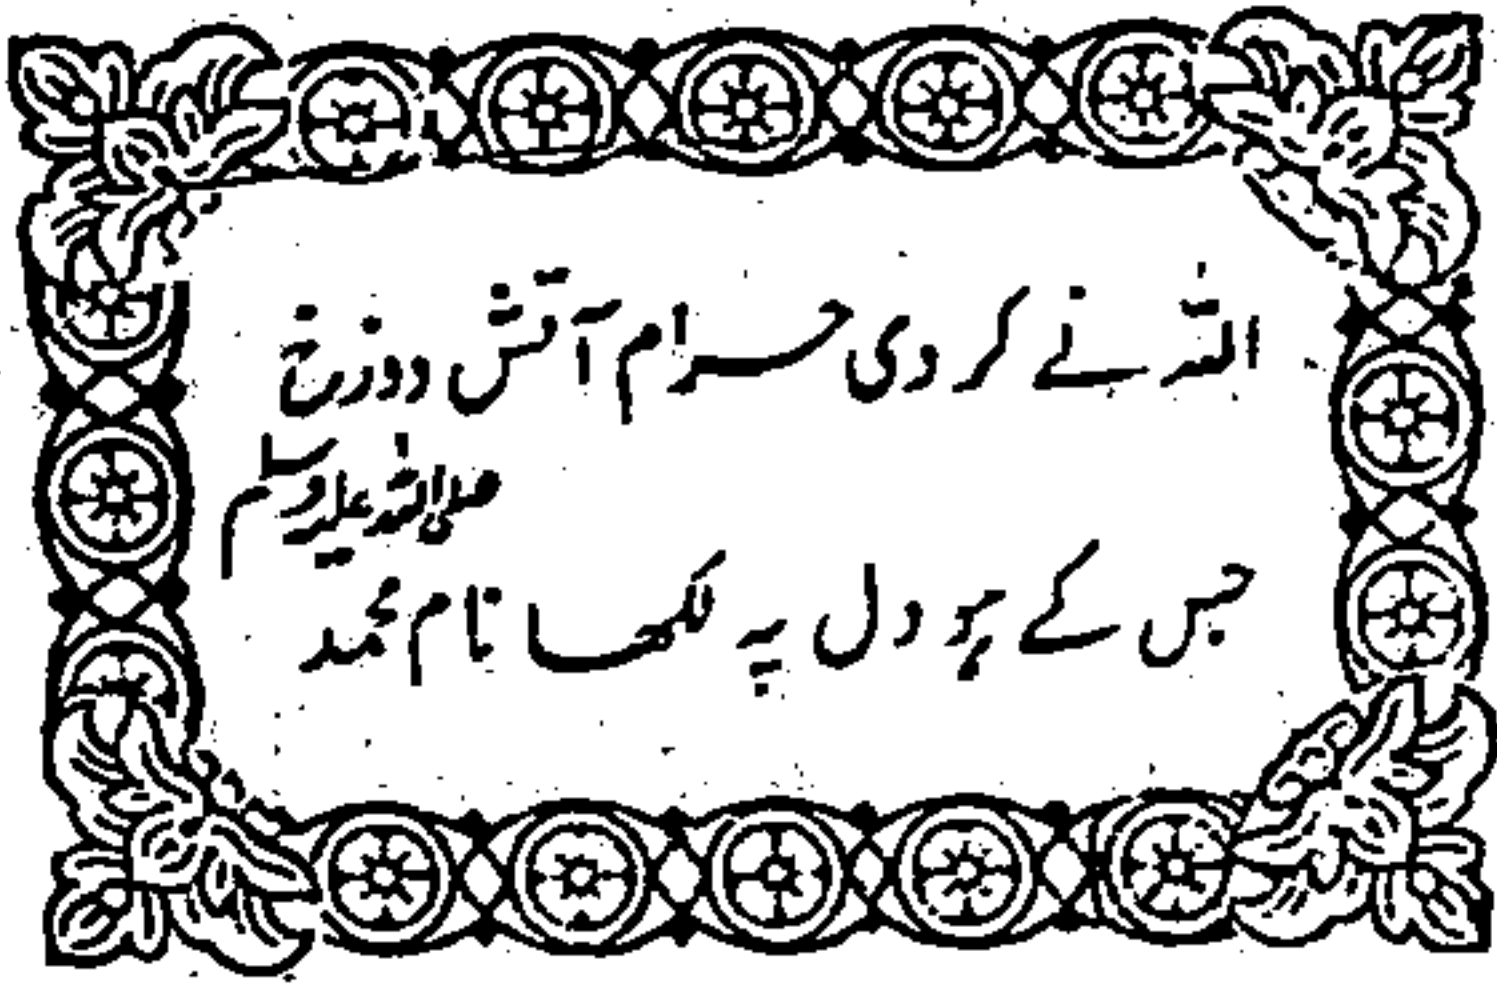 اللہ نے کر دی حرام آتش دوزخ
صلی اللہ علیہ وسلم
جس کے ہو دل پہ لکھا نام محمد